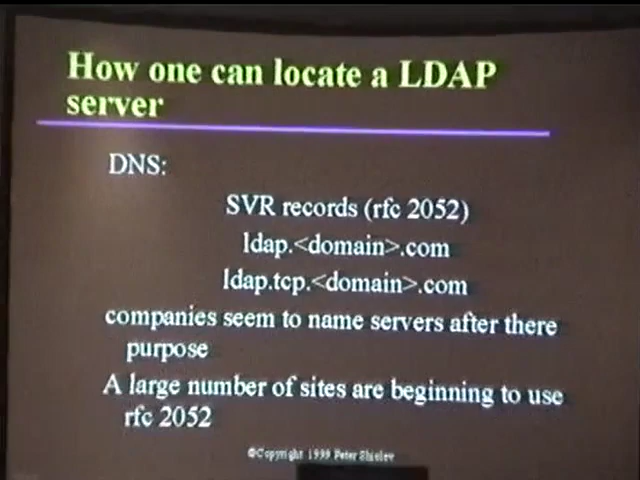 How one can locate a LDAP
server
DNS:
SVR records (rfc 2052)
ldap.<domain>.com
ldap.tcp.<domain>.com
companies seem to name servers after there
purpose
A large number of sites are beginning to use
rfc 2052
©Copyright 1999 Peter